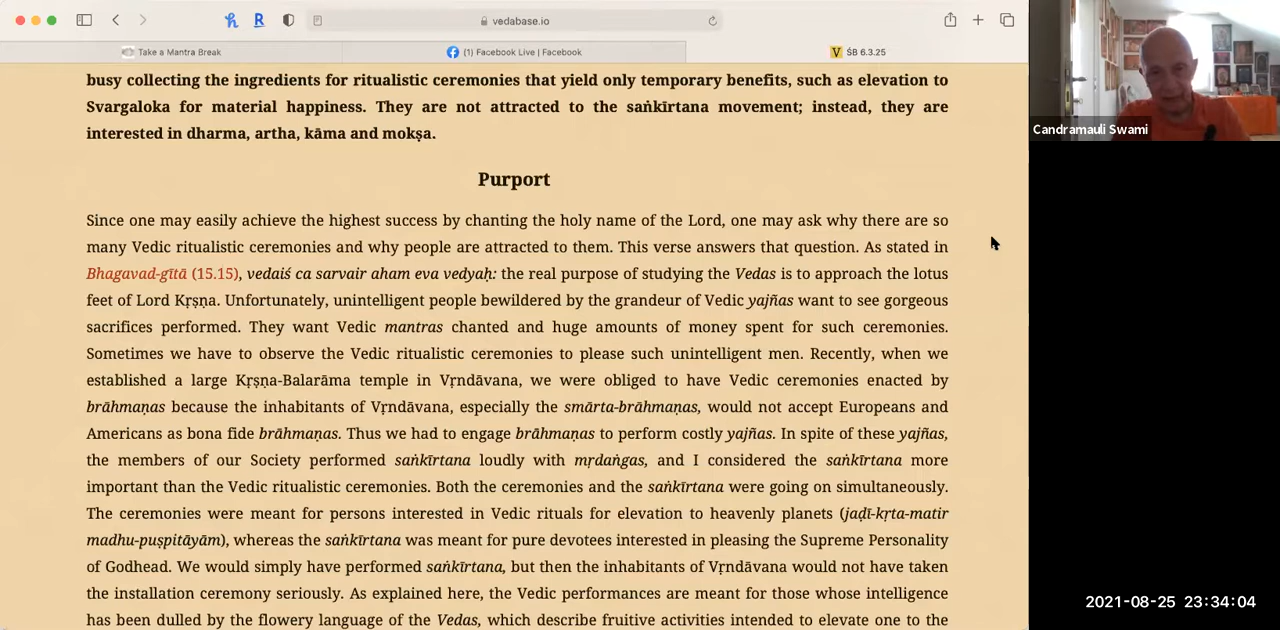 vedabase.io
Take a Mantra Break
(1) Facebook Live | Facebook
V ŚB 6.3.25
busy collecting the ingredients for ritualistic ceremonies that yield only temporary benefits, such as elevation to
Svargaloka for material happiness. They are not attracted to the saṅkīrtana movement; instead, they are
interested in dharma, artha, kāma and mokṣa.
Purport
Since one may easily achieve the highest success by chanting the holy name of the Lord, one may ask why there are so
many Vedic ritualistic ceremonies and why people are attracted to them. This verse answers that question. As stated in
Bhagavad-gītā (15.15), vedaiś ca sarvair aham eva vedyaḥ: the real purpose of studying the Vedas is to approach the lotus
feet of Lord Kṛṣṇa. Unfortunately, unintelligent people bewildered by the grandeur of Vedic yajñas want to see gorgeous
sacrifices performed. They want Vedic mantras chanted and huge amounts of money spent for such ceremonies.
Sometimes we have to observe the Vedic ritualistic ceremonies to please such unintelligent men. Recently, when we
established a large Kṛṣṇa-Balarāma temple in Vṛndāvana, we were obliged to have Vedic ceremonies enacted by
brāhmaṇas because the inhabitants of Vṛndāvana, especially the smārta-brāhmaṇas, would not accept Europeans and
Americans as bona fide brāhmaṇas. Thus we had to engage brāhmaṇas to perform costly yajñas. In spite of these yajñas,
the members of our Society performed saṅkīrtana loudly with mṛdaṅgas, and I considered the saṅkīrtana more
important than the Vedic ritualistic ceremonies. Both the ceremonies and the saṅkīrtana were going on simultaneously.
The ceremonies were meant for persons interested in Vedic rituals for elevation to heavenly planets (jaḍī-kṛta-matir
madhu-puṣpitāyām), whereas the saṅkīrtana was meant for pure devotees interested in pleasing the Supreme Personality
of Godhead. We would simply have performed saṅkīrtana, but then the inhabitants of Vṛndāvana would not have taken
the installation ceremony seriously. As explained here, the Vedic performances are meant for those whose intelligence
has been dulled by the flowery language of the Vedas, which describe fruitive activities intended to elevate one to the
Candramauli Swami
2021-08-25 23:34:04